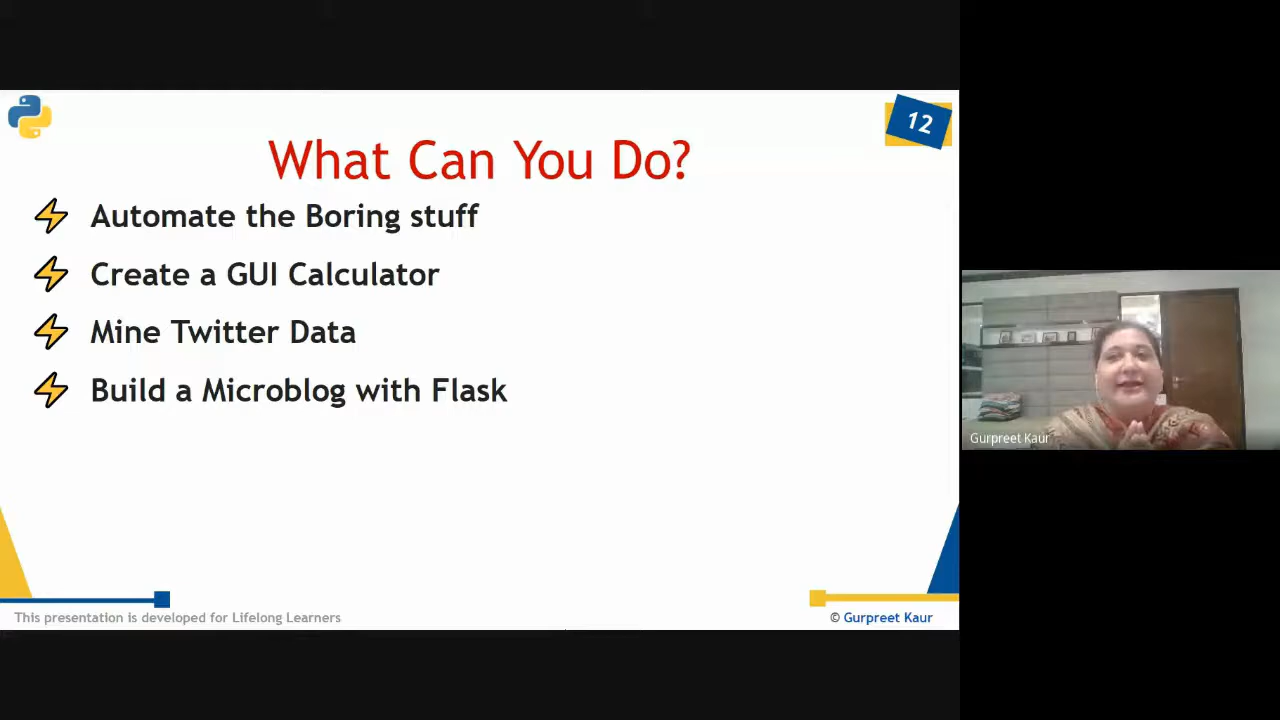 12
What Can You Do?
Automate the Boring stuff
Create a GUI Calculator
Mine Twitter Data
Build a Microblog with Flask
This presentation is developed for Lifelong Learners
© Gurpreet Kaur
Gurpreet Kaur